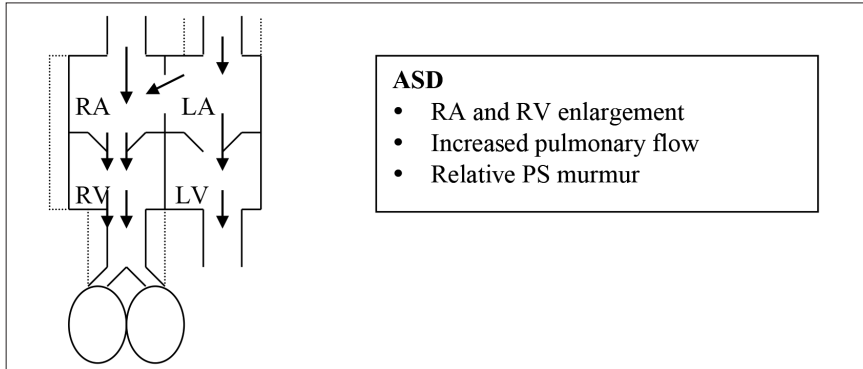 RA LA
RV LV
ASD
• RA and RV enlargement
• Increased pulmonary flow
• Relative PS murmur